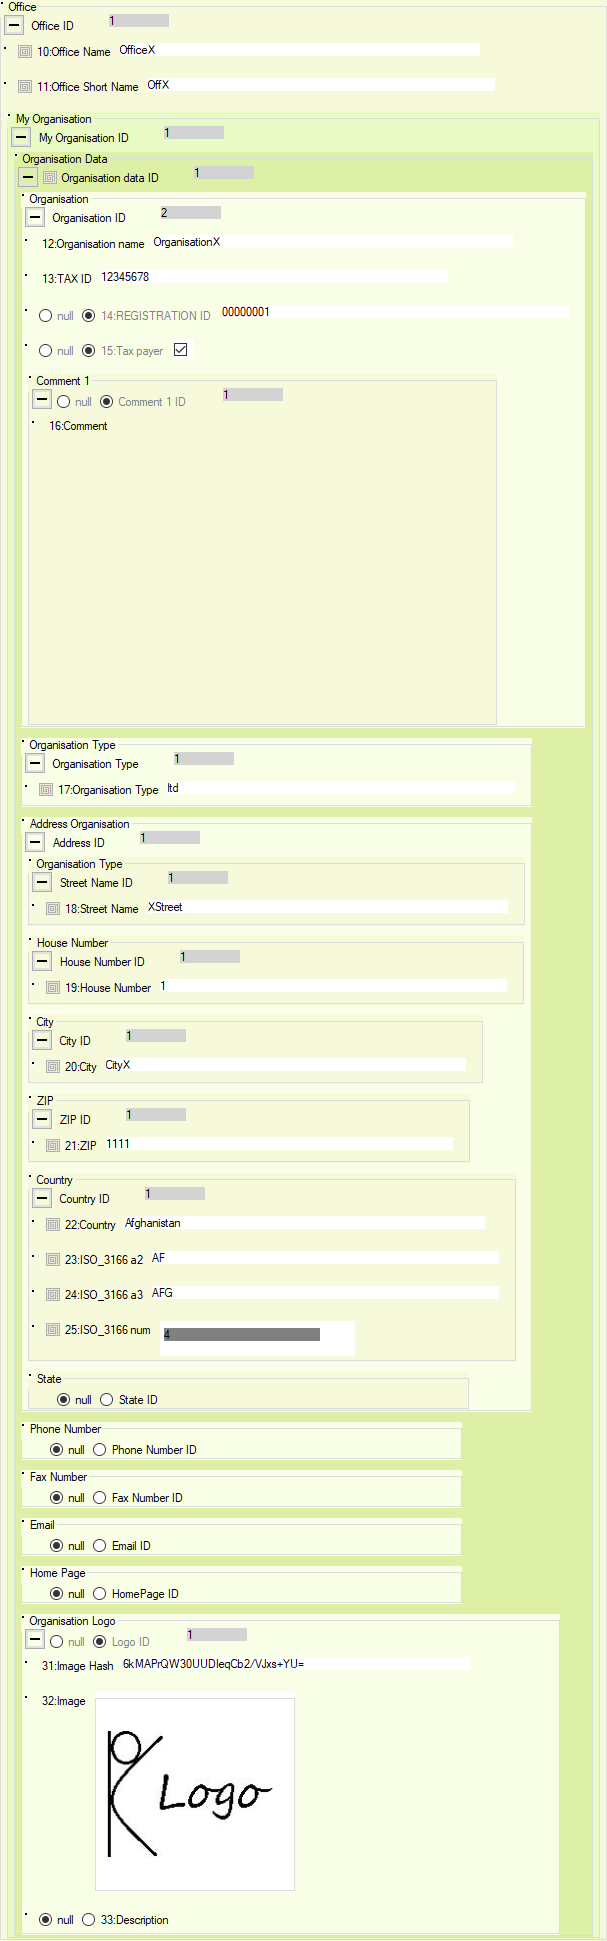 Office
Office ID 1
10:Office Name OfficeX
11:Office Short Name OffX
My Organisation
My Organisation ID 1
Organisation Data
Organisation data ID 1
Organisation
Organisation ID 2
12:Organisation name OrganisationX
13:TAX ID 12345678
null 14:REGISTRATION ID 00000001
null 15:Tax payer
Comment 1
null Comment 1 ID 1
16:Comment
Organisation Type
Organisation Type 1
17:Organisation Type ltd
Address Organisation
Address ID 1
Organisation Type
Street Name ID 1
18:Street Name XStreet
House Number
House Number ID 1
19:House Number 1
City
City ID 1
20:City CityX
ZIP
ZIP ID 1
21:ZIP 1111
Country
Country ID 1
22:Country Afghanistan
23:ISO_3166 a2 AF
24:ISO_3166 a3 AFG
25:ISO_3166 num 4
State
null State ID
Phone Number
null Phone Number ID
Fax Number
null Fax Number ID
Email
null Email ID
Home Page
null HomePage ID
Organisation Logo
null Logo ID 1
31:Image Hash
32:Image
Logo
null 33:Description